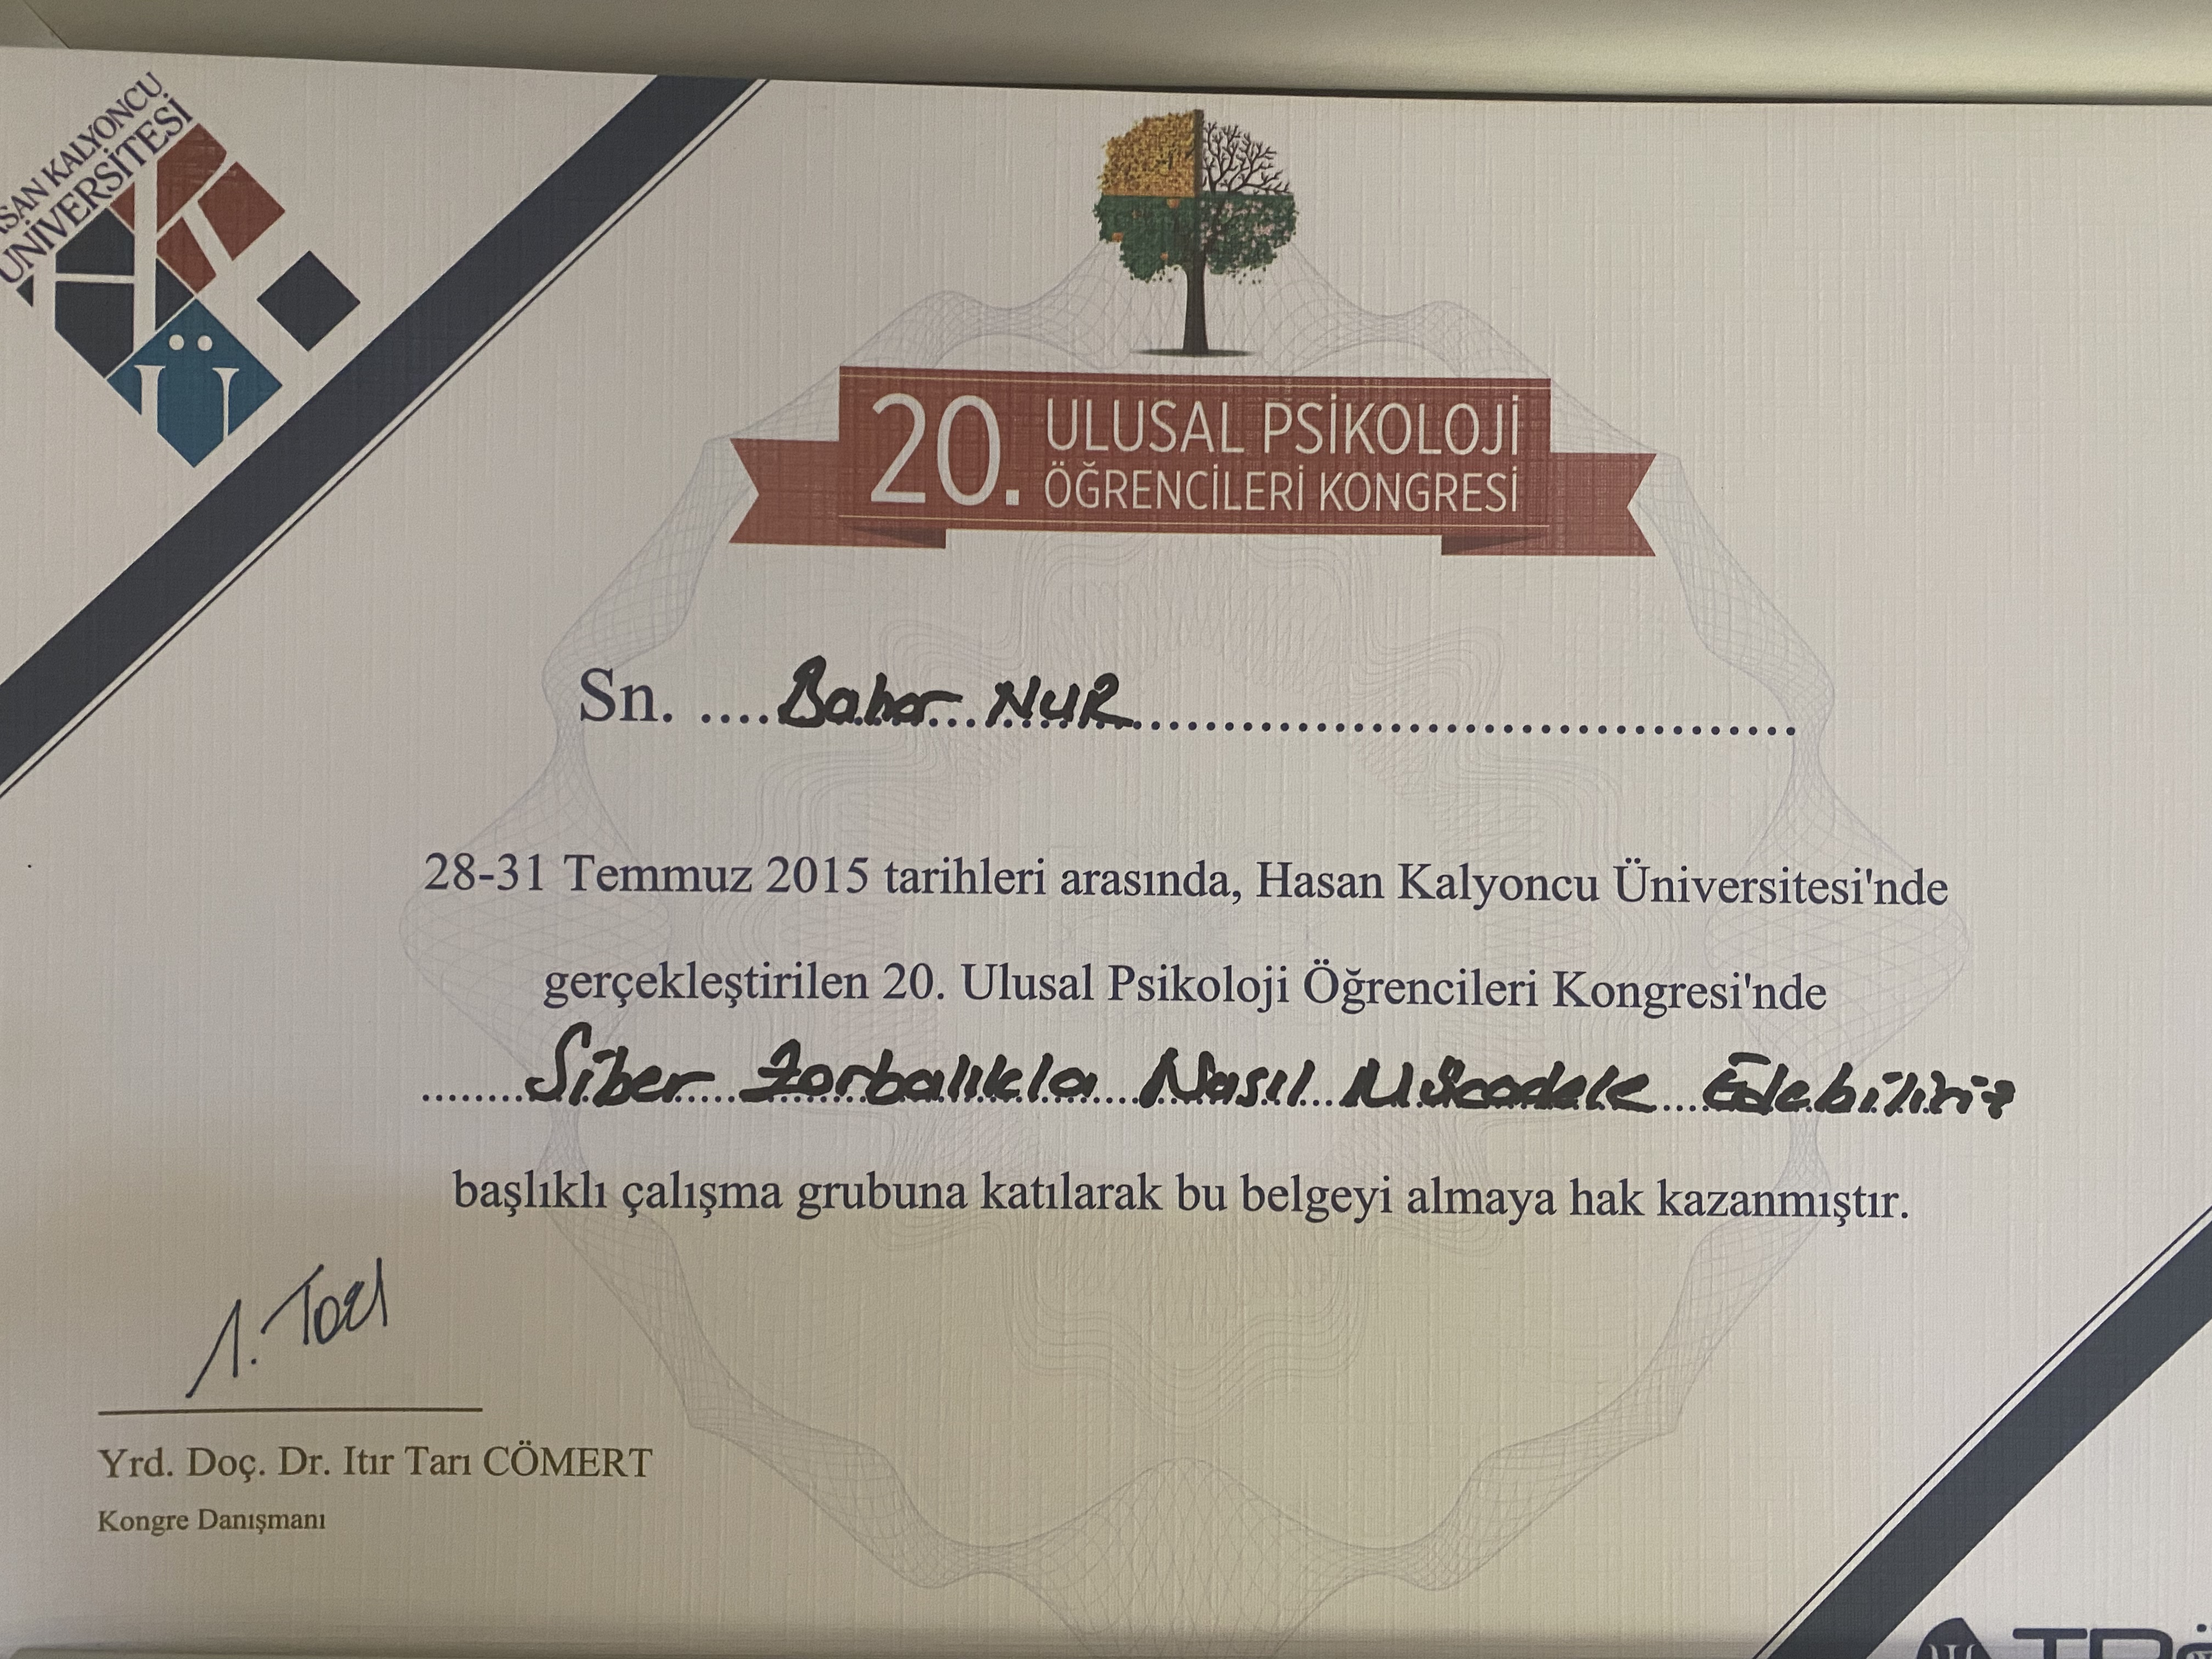 SAN KALYONCU
ÜNİVERSİTESİ
20. ULUSAL PSİKOLOJİ
ÖĞRENCİLERİ KONGRESİ
Sn. ....Bahar NUR..............................
28-31 Temmuz 2015 tarihleri arasında, Hasan Kalyoncu Üniversitesi'nde
gerçekleştirilen 20. Ulusal Psikoloji Öğrencileri Kongresi'nde
........Siber Zorbalıkla Nasıl Mücadele Edebiliriz
başlıklı çalışma grubuna katılarak bu belgeyi almaya hak kazanmıştır.
Yrd. Doç. Dr. Itır Tarı CÖMERT
Kongre Danışmanı